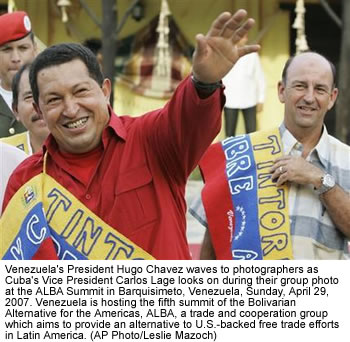 TINTO
Y C
BRE A
TINTOR
Venezuela's President Hugo Chavez waves to photographers as
Cuba's Vice President Carlos Lage looks on during their group photo
at the ALBA Summit in Barquisimeto, Venezuela, Sunday, April 29,
2007. Venezuela is hosting the fifth summit of the Bolivarian
Alternative for the Americas, ALBA, a trade and cooperation group
which aims to provide an alternative to U.S.-backed free trade efforts
in Latin America. (AP Photo/Leslie Mazoch)